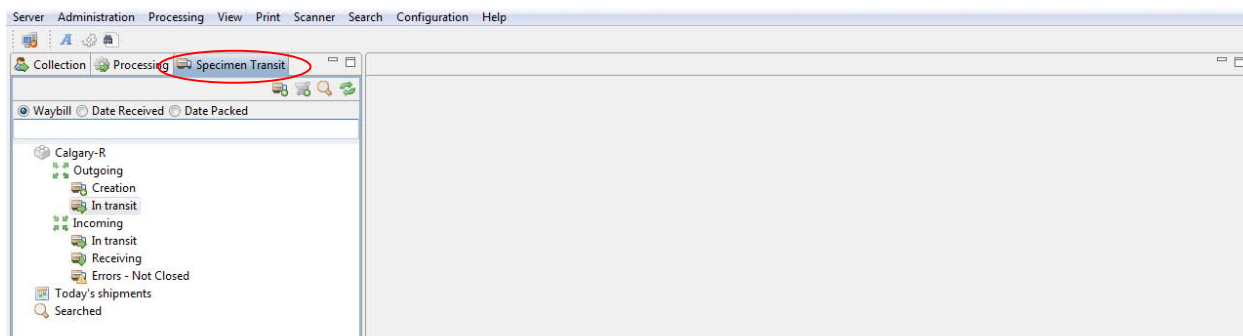 Server Administration Processing View Print Scanner Search Configuration Help
Collection Processing Specimen Transit
Waybill Date Received Date Packed
Calgary-R
Outgoing
Creation
In transit
Incoming
In transit
Receiving
Errors - Not Closed
Today's shipments
Searched